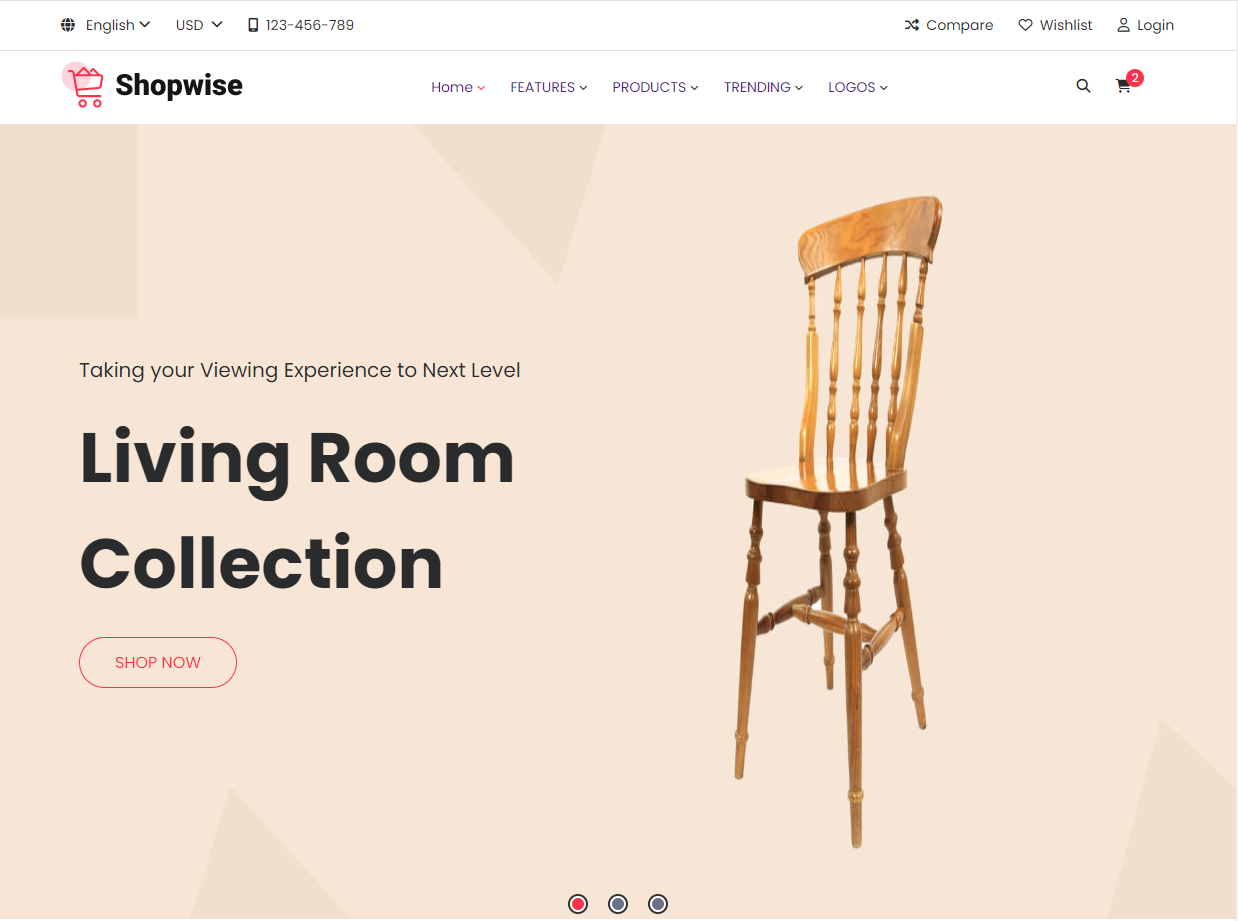 English USD 123-456-789 Compare Wishlist Login
Shopwise Home FEATURES PRODUCTS TRENDING LOGOS 2
Taking your Viewing Experience to Next Level
Living Room
Collection
SHOP NOW